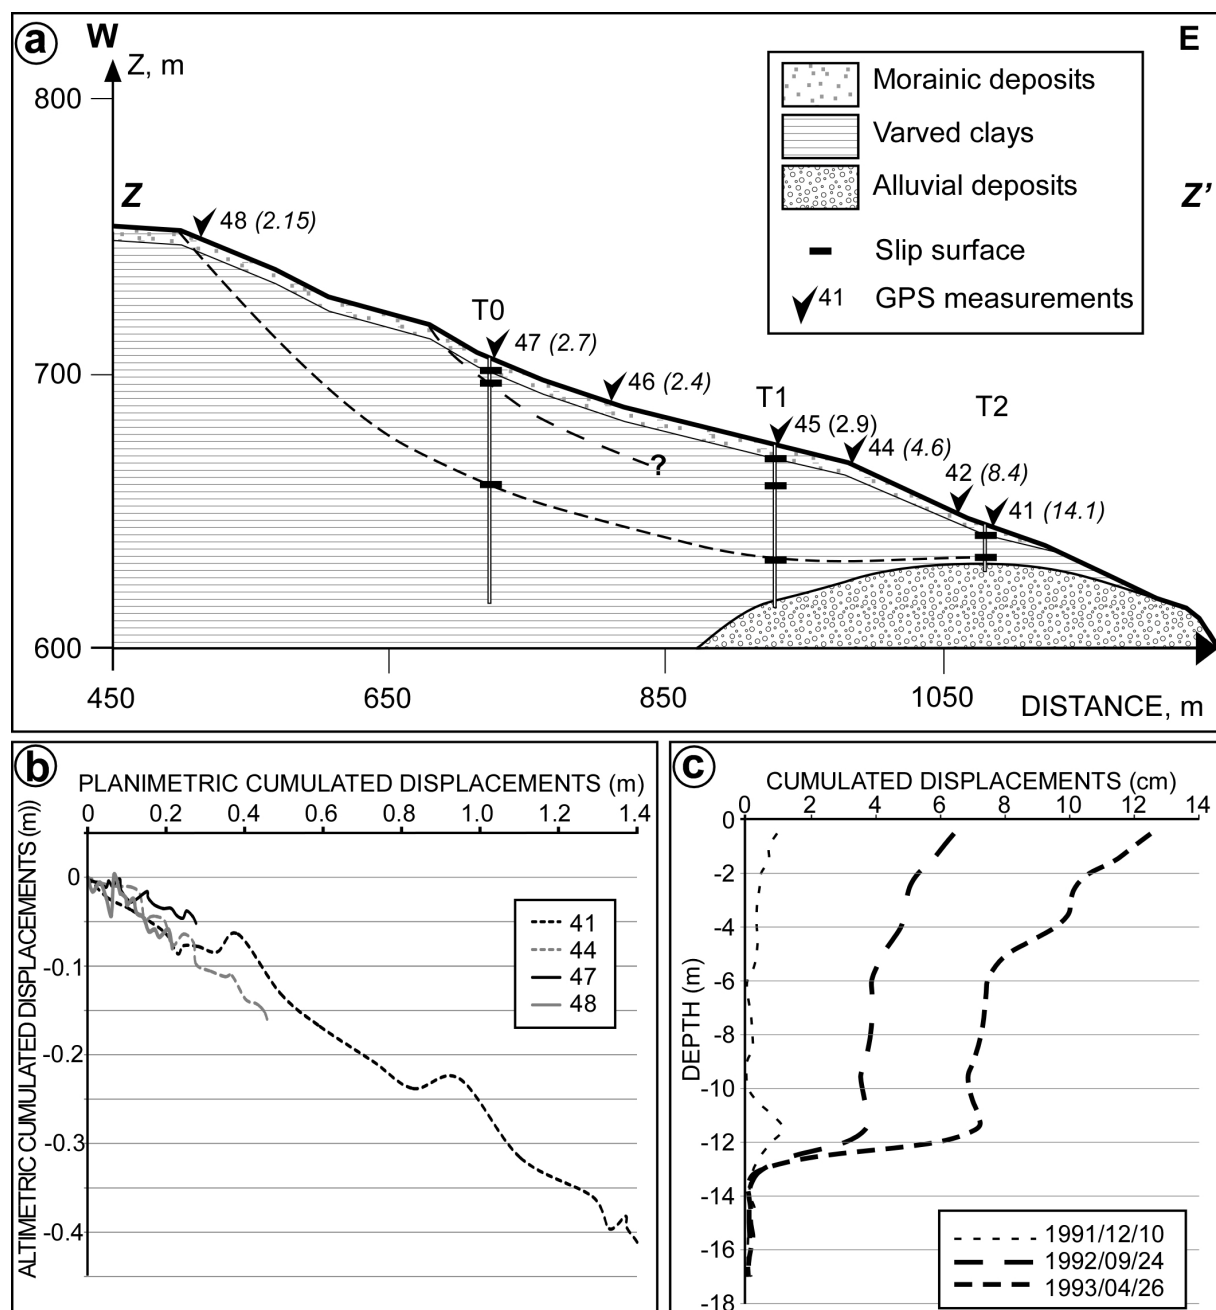 a
W
E
Z, m
800
700
600
Z
Z’
Morainic deposits
Varved clays
Alluvial deposits
Slip surface
41 GPS measurements
48 (2.15)
T0
47 (2.7)
46 (2.4)
T1
45 (2.9)
44 (4.6)
T2
42 (8.4)
41 (14.1)
?
450 650 850 1050
DISTANCE, m
b
PLANIMETRIC CUMULATED DISPLACEMENTS (m)
0 0.2 0.4 0.6 0.8 1.0 1.2 1.4
ALTIMETRIC CUMULATED DISPLACEMENTS (m))
0
-0.1
-0.2
-0.3
-0.4
41
44
47
48
c
CUMULATED DISPLACEMENTS (cm)
0 2 4 6 8 10 12 14
DEPTH (m)
0
-2
-4
-6
-8
-10
-12
-14
-16
-18
1991/12/10
1992/09/24
1993/04/26